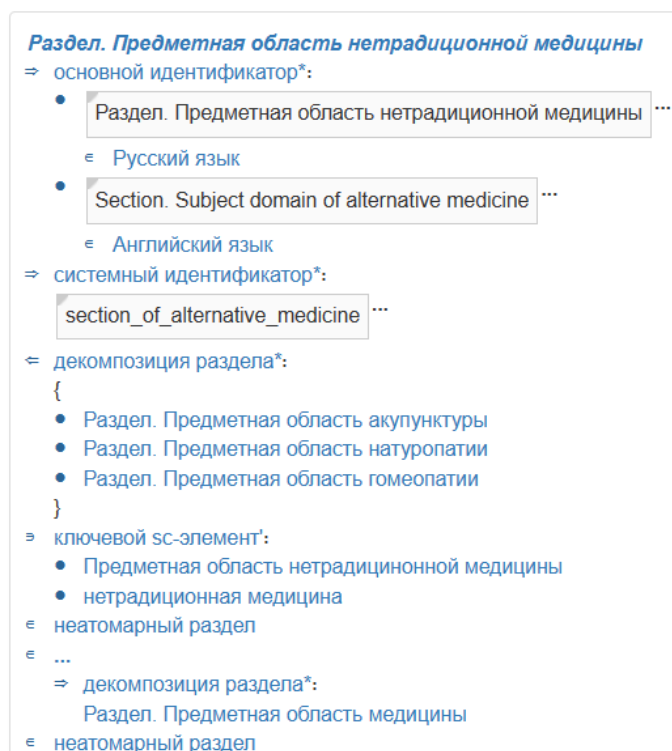 Раздел. Предметная область нетрадиционной медицины
⇒ основной идентификатор*:
• Раздел. Предметная область нетрадиционной медицины ...
∈ Русский язык
• Section. Subject domain of alternative medicine ...
∈ Английский язык
⇒ системный идентификатор*:
section_of_alternative_medicine ...
⇐ декомпозиция раздела*:
{
• Раздел. Предметная область акупунктуры
• Раздел. Предметная область натуропатии
• Раздел. Предметная область гомеопатии
}
∋ ключевой sc-элемент':
• Предметная область нетрадицинонной медицины
• нетрадиционная медицина
∈ неатомарный раздел
∈ ...
⇒ декомпозиция раздела*:
Раздел. Предметная область медицины
∈ неатомарный раздел